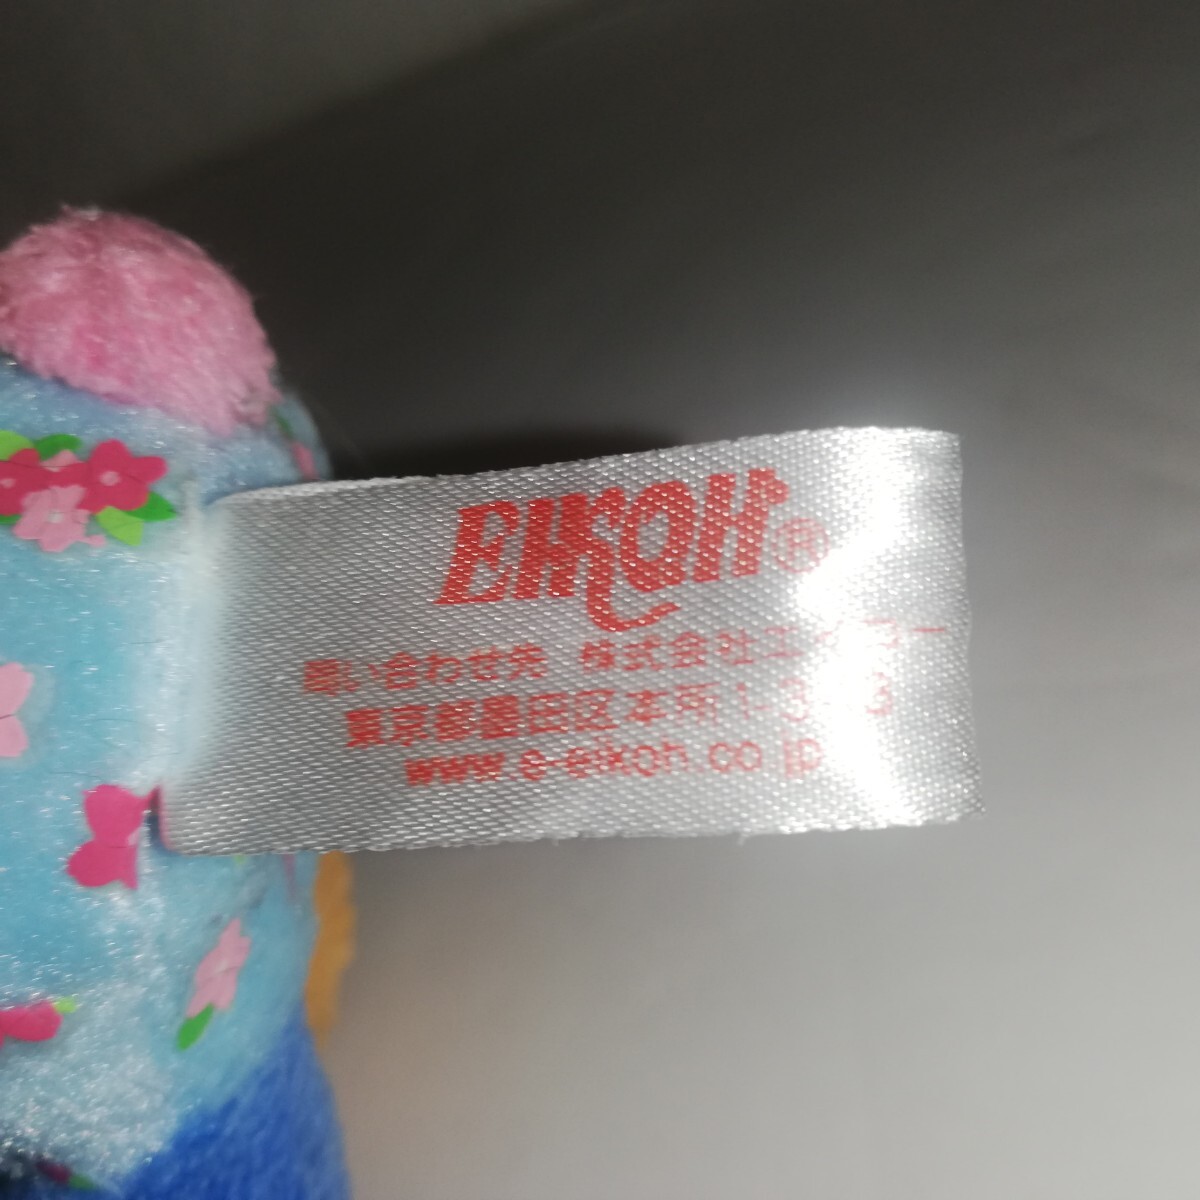 EIKOH®
問い合わせ先 株式会社エイコー
東京都墨田区本所1-3-3
www.e-eikoh.co.jp